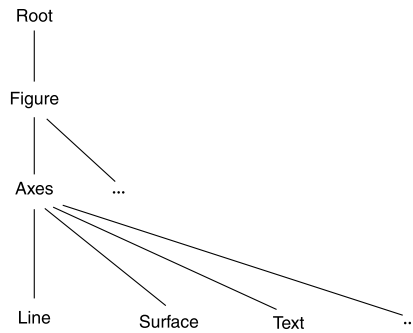 Root
Figure
Axes
...
Line
Surface
Text
..